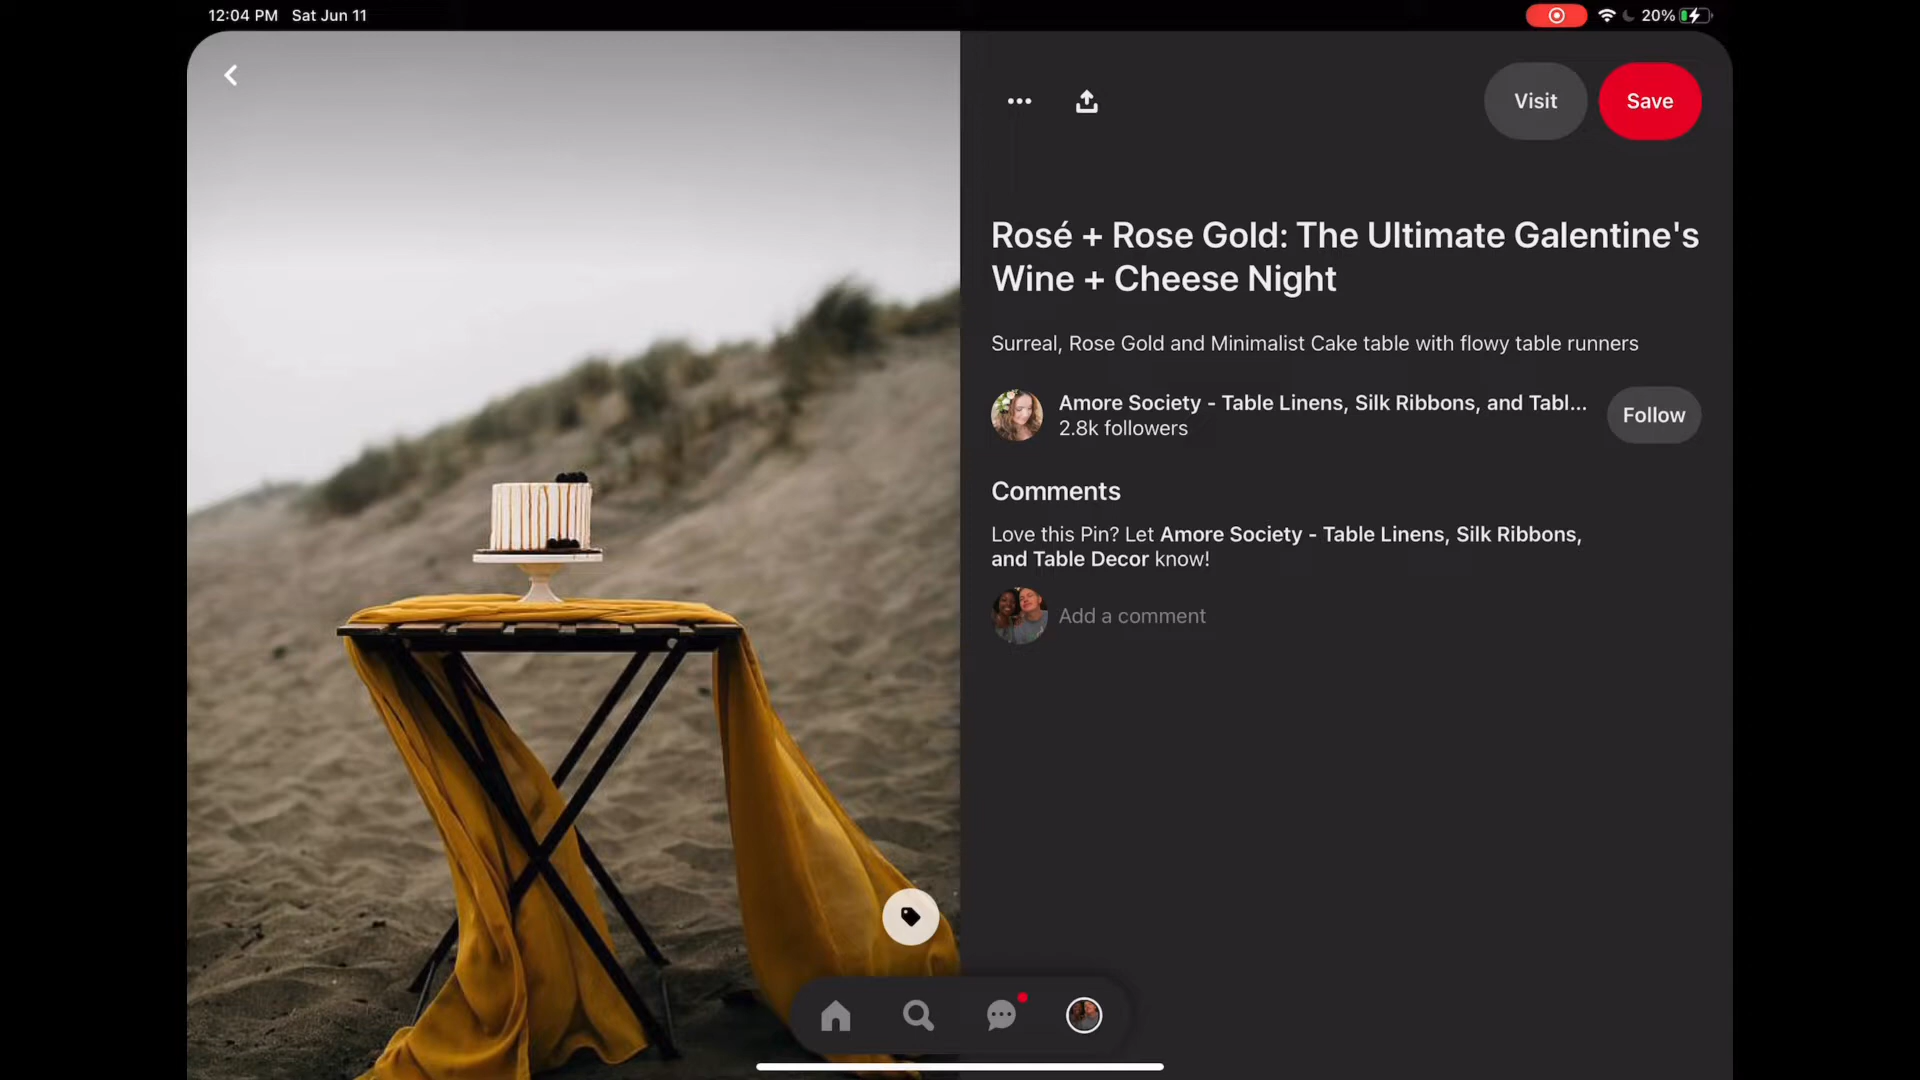 12:04 PM Sat Jun 11
20%
Visit
Save
Rosé + Rose Gold: The Ultimate Galentine's
Wine + Cheese Night
Surreal, Rose Gold and Minimalist Cake table with flowy table runners
Amore Society - Table Linens, Silk Ribbons, and Tabl...
2.8k followers
Follow
Comments
Love this Pin? Let Amore Society - Table Linens, Silk Ribbons,
and Table Decor know!
Add a comment